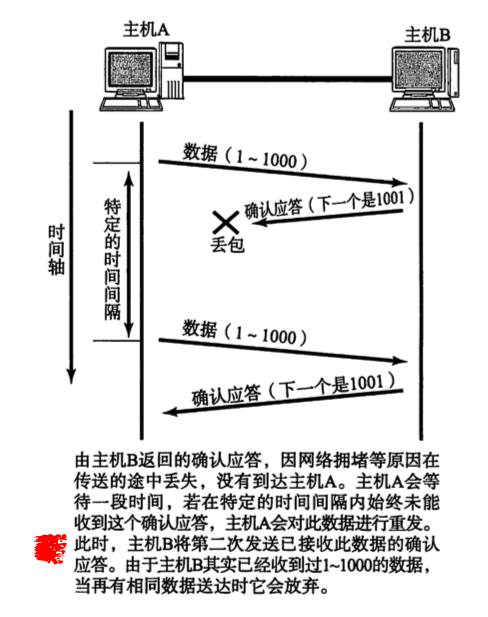 主机A
主机B
数据（1～1000）
确认应答（下一个是1001）
丢包
特定的时间间隔
时间轴
数据（1～1000）
确认应答（下一个是1001）
由主机B返回的确认应答，因网络拥堵等原因在
传送的途中丢失，没有到达主机A。主机A会等
待一段时间，若在特定的时间间隔内始终未能
收到这个确认应答，主机A会对此数据进行重发。
此时，主机B将第二次发送已接收此数据的确认
应答。由于主机B其实已经收到过1~1000的数据，
当再有相同数据送达时它会放弃。